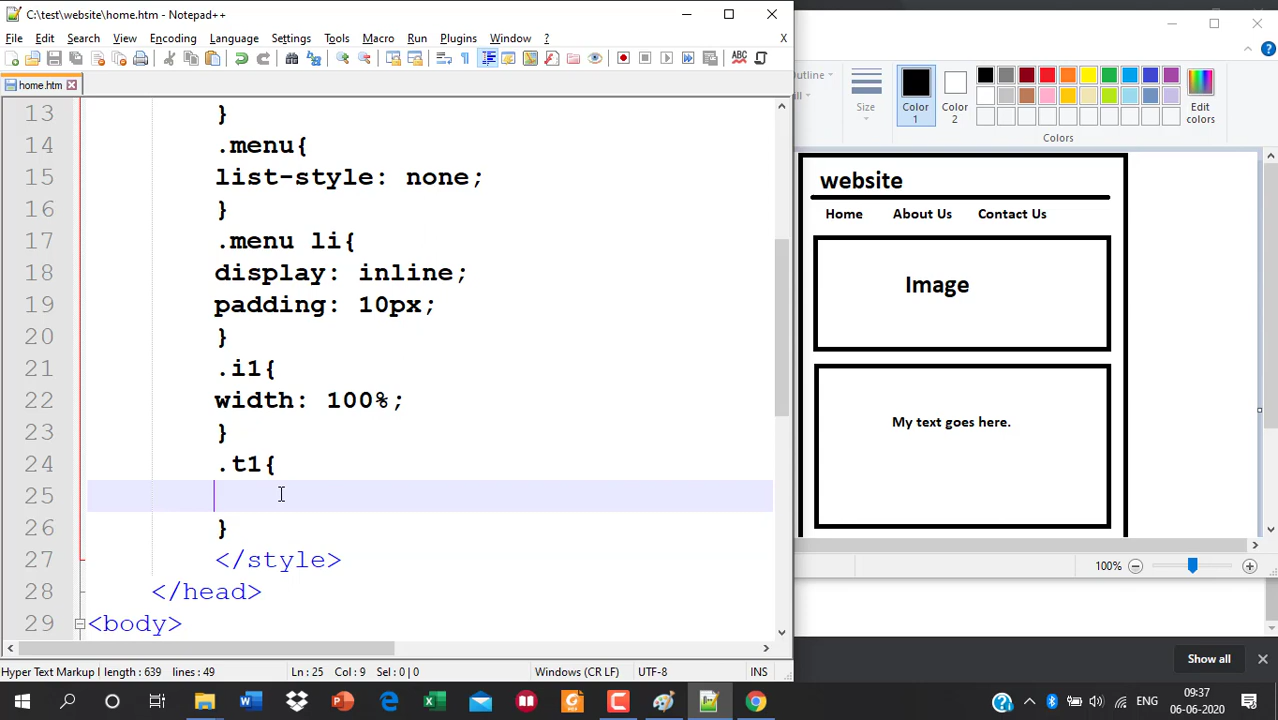 C:\test\website\home.htm - Notepad++
File Edit Search View Encoding Language Settings Tools Macro Run Plugins Window ? X
home.htm
13 }
14 .menu{
15 list-style: none;
16 }
17 .menu li{
18 display: inline;
19 padding: 10px;
20 }
21 .i1{
22 width: 100%;
23 }
24 .t1{
25
26 }
27 </style>
28 </head>
29 <body>
Hyper Text Markup l length : 639 lines : 49 Ln : 25 Col : 9 Sel : 0 | 0 Windows (CR LF) UTF-8 INS
Outline
Fill
Size
Color 1
Color 2
Edit colors
Colors
website
Home About Us Contact Us
Image
My text goes here.
100%
Show all
ENG
09:37
06-06-2020